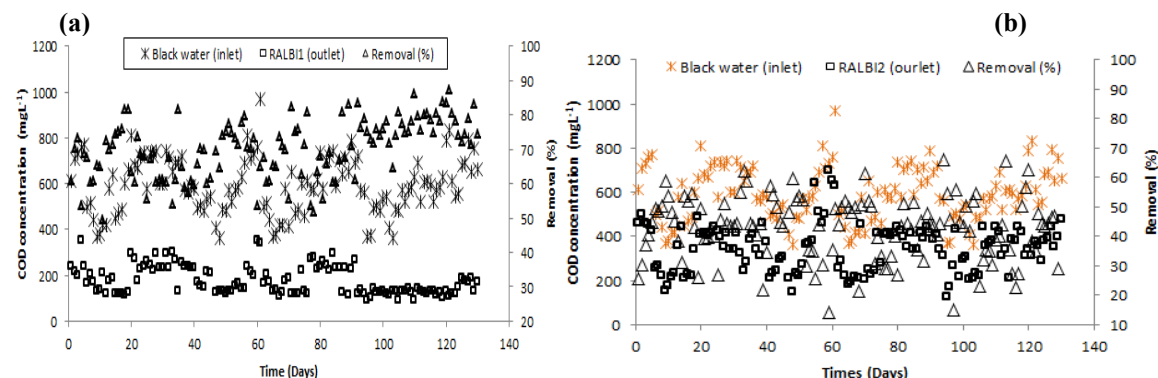 (a)
Black water (inlet) RALBI1 (outlet) Removal (%)
COD concentration (mgL-1)
1200
1000
800
600
400
200
0
100
90
80
70
60
50
40
30
20
Removal (%)
0 20 40 60 80 100 120 140
Time (Days)
(b)
Black water (inlet) RALBI2 (ourlet) Removal (%)
COD concentration (mgL-1)
1200
1000
800
600
400
200
0
100
90
80
70
60
50
40
30
20
10
Removal (%)
0 20 40 60 80 100 120 140
Times (Days)